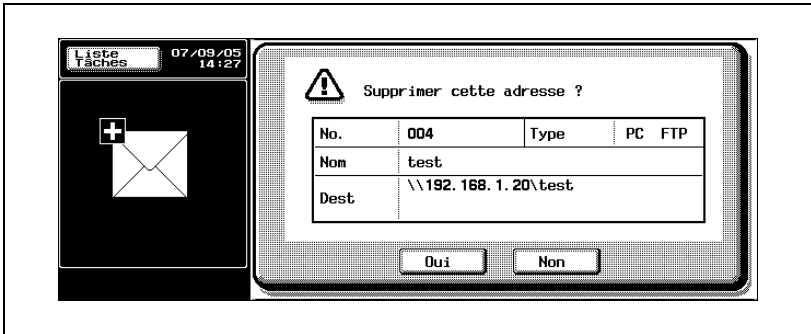 Liste
Tâches
07/09/05
14:27
Supprimer cette adresse ?
No. 004 Type PC FTP
Nom test
Dest \\192.168.1.20\test
Oui Non